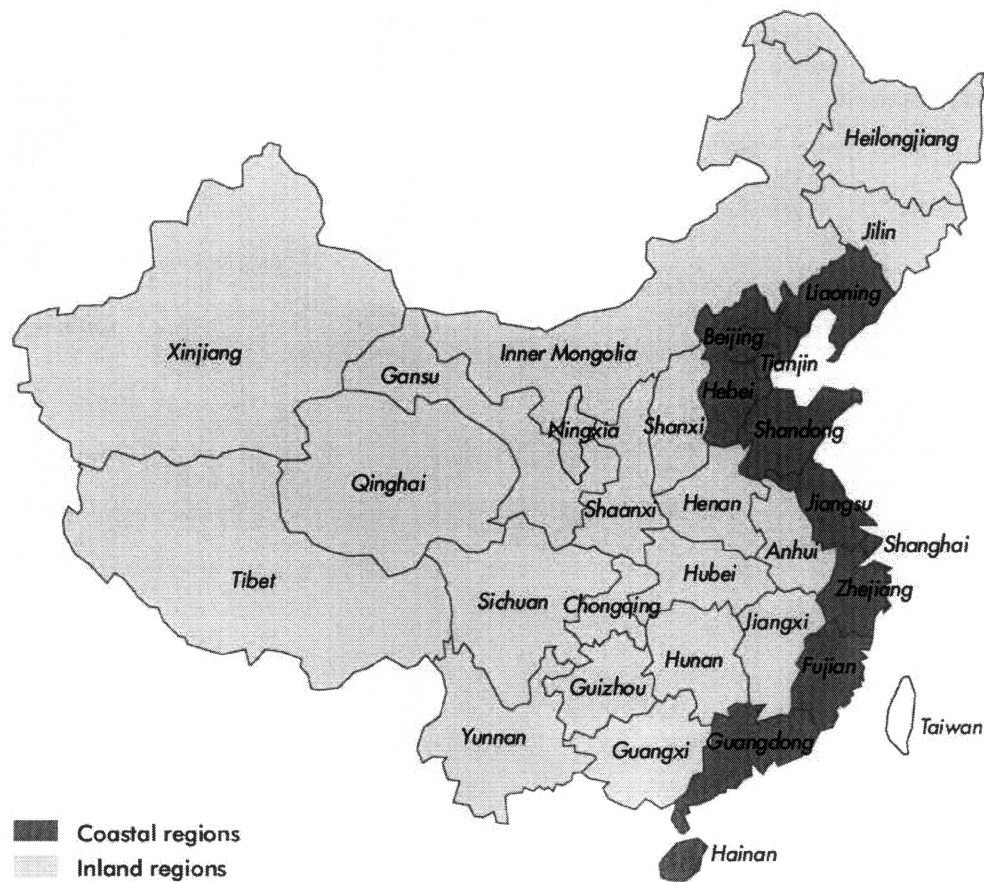 Heilongjiang
Jilin
Liaoning
Beijing
Tianjin
Xinjiang
Inner Mongolia
Gansu
Hebei
Ningxia
Shanxi
Shandong
Qinghai
Shaanxi
Henan
Jiangsu
Shanghai
Anhui
Tibet
Sichuan
Hubei
Chongqing
Zhejiang
Jiangxi
Hunan
Fujian
Guizhou
Taiwan
Yunnan
Guangxi
Guangdong
Coastal regions
Hainan
Inland regions